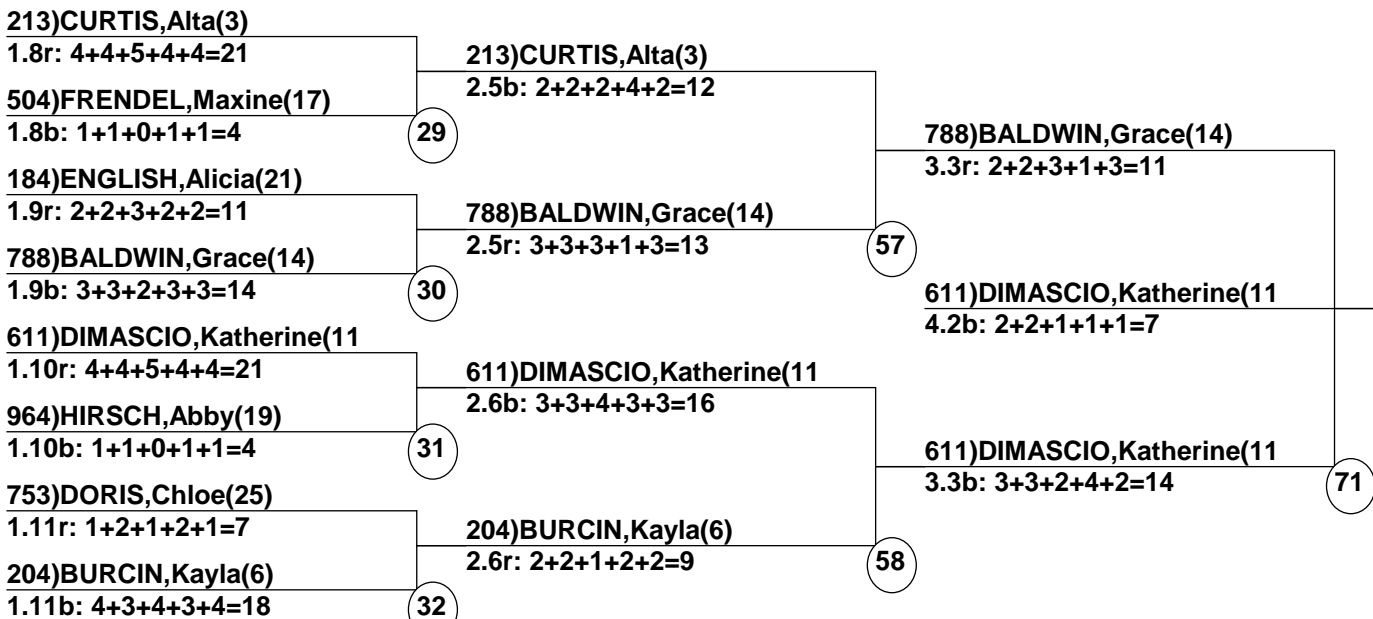 213)CURTIS,Alta(3)
1.8r: 4+4+5+4+4=21
504)FRENDEL,Maxine(17)
1.8b: 1+1+0+1+1=4
29
184)ENGLISH,Alicia(21)
1.9r: 2+2+3+2+2=11
788)BALDWIN,Grace(14)
1.9b: 3+3+2+3+3=14
30
611)DIMASCIO,Katherine(11
1.10r: 4+4+5+4+4=21
964)HIRSCH,Abby(19)
1.10b: 1+1+0+1+1=4
31
753)DORIS,Chloe(25)
1.11r: 1+2+1+2+1=7
204)BURCIN,Kayla(6)
1.11b: 4+3+4+3+4=18
32
213)CURTIS,Alta(3)
2.5b: 2+2+2+4+2=12
788)BALDWIN,Grace(14)
2.5r: 3+3+3+1+3=13
57
611)DIMASCIO,Katherine(11
2.6b: 3+3+4+3+3=16
204)BURCIN,Kayla(6)
2.6r: 2+2+1+2+2=9
58
788)BALDWIN,Grace(14)
3.3r: 2+2+3+1+3=11
611)DIMASCIO,Katherine(11
4.2b: 2+2+1+1+1=7
611)DIMASCIO,Katherine(11
3.3b: 3+3+2+4+2=14
71